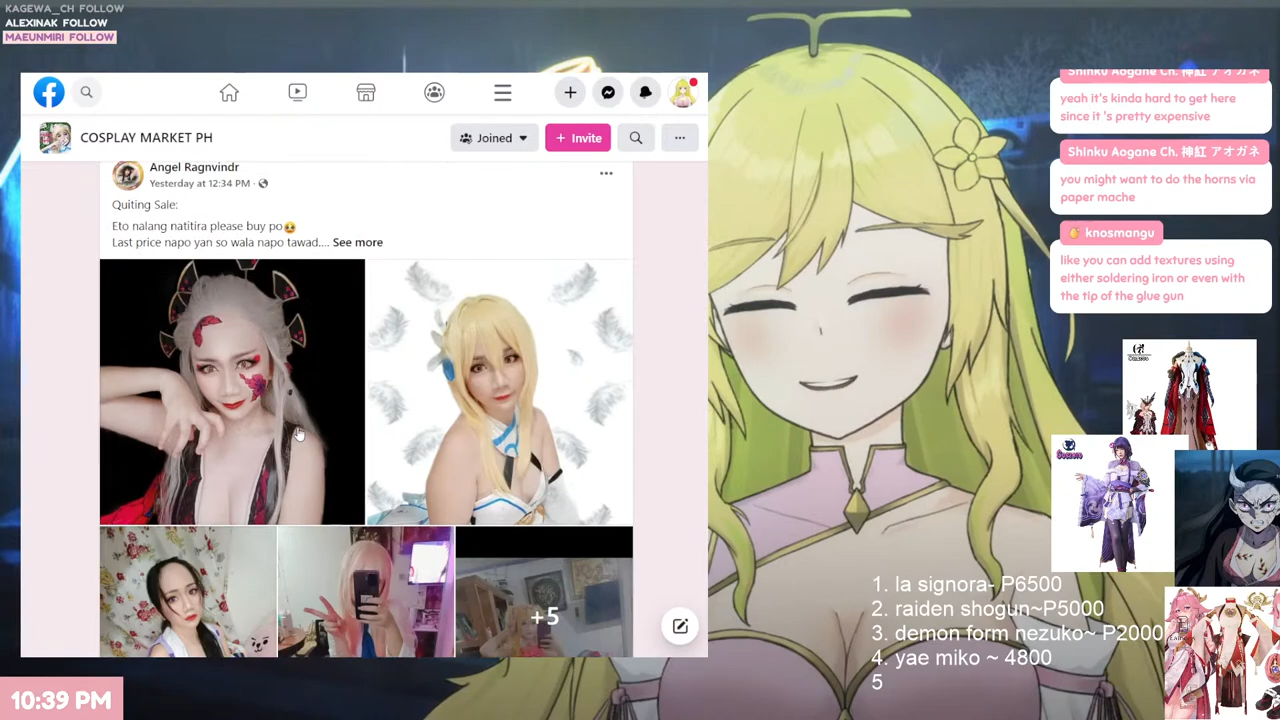 KAGEWA_CH FOLLOW
ALEXINAK FOLLOW
MAEUNMIRI FOLLOW
COSPLAY MARKET PH
Joined
+ Invite
Angel Ragnvindr
Yesterday at 12:34 PM ·
Quiting Sale:
Eto nalang natitira please buy po🥺
Last price napo yan so wala napo tawad.... See more
+5
Shinku Aogane Ch. 神紅 アオガネ
yeah it's kinda hard to get here
since it 's pretty expensive
Shinku Aogane Ch. 神紅 アオガネ
you might want to do the horns via
paper mache
knosmangu
like you can add textures using
either soldering iron or even with
the tip of the glue gun
1. la signora- P6500
2. raiden shogun~P5000
3. demon form nezuko~ P2000
4. yae miko ~ 4800
5
10:39 PM